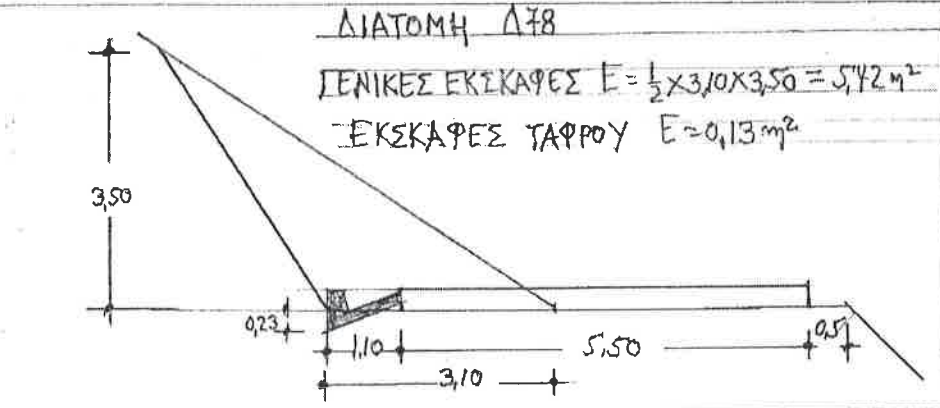 ΔΙΑΤΟΜΗ Δ78
ΓΕΝΙΚΕΣ ΕΚΣΚΑΦΕΣ Ε = 1/2 x 3,10 x 3,50 = 5,42 m²
ΕΚΣΚΑΦΕΣ ΤΑΦΡΟΥ Ε = 0,13 m²
3,50
0,23
1,10
5,50
0,5
3,10